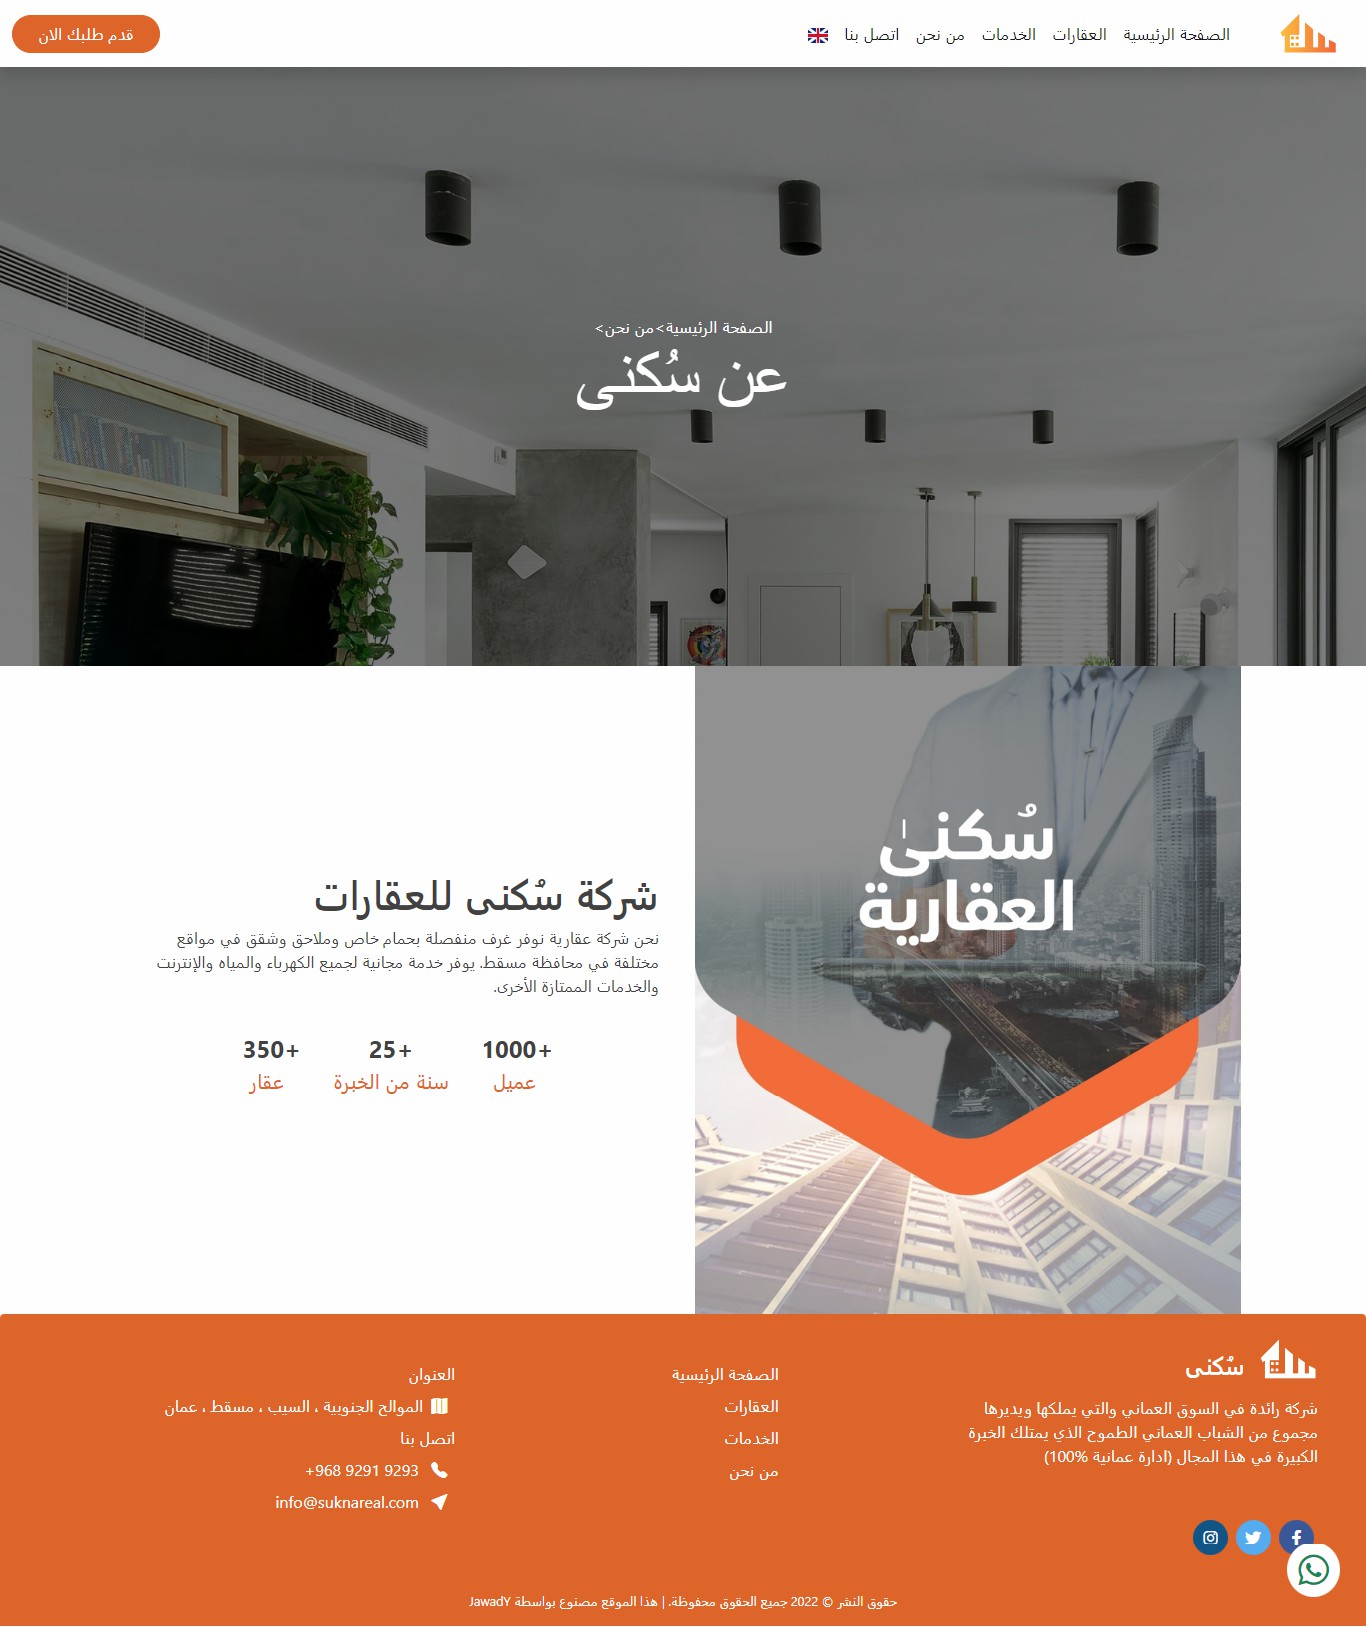 الصفحة الرئيسية
العقارات
الخدمات
من نحن
اتصل بنا
قدم طلبك الان
الصفحة الرئيسية>من نحن>
عن سُكنى
سُكنىٰ
العقارية
شركة سُكنى للعقارات
نحن شركة عقارية نوفر غرف منفصلة بحمام خاص وملاحق وشقق في مواقع
مختلفة في محافظة مسقط. يوفر خدمة مجانية لجميع الكهرباء والمياه والإنترنت
والخدمات الممتازة الأخرى.
+1000
عميل
+25
سنة من الخبرة
+350
عقار
سُكنى
شركة رائدة في السوق العماني والتي يملكها ويديرها
مجموع من الشباب العماني الطموح الذي يمتلك الخبرة
الكبيرة في هذا المجال (ادارة عمانية 100%)
الصفحة الرئيسية
العقارات
الخدمات
من نحن
العنوان
الموالح الجنوبية ، السيب ، مسقط ، عمان
اتصل بنا
+968 9291 9293
info@suknareal.com
حقوق النشر © 2022 جميع الحقوق محفوظة. | هذا الموقع مصنوع بواسطة JawadY